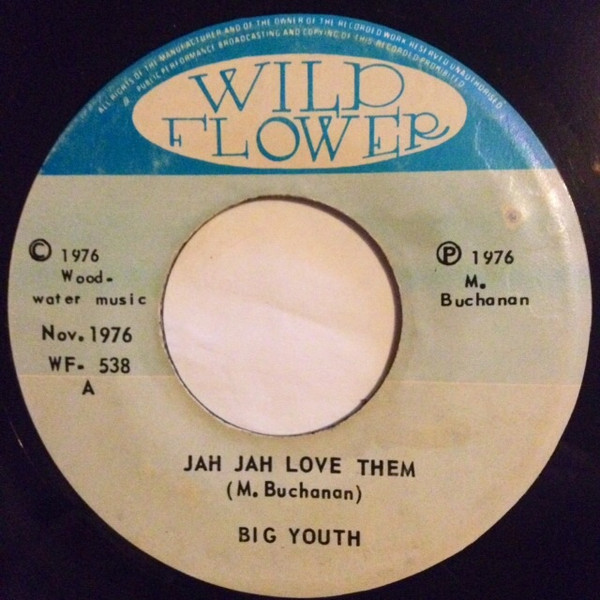 ALL RIGHTS OF THE MANUFACTURER AND OF THE OWNER OF THE RECORDED WORK RESERVED UNAUTHORISED
PUBLIC PERFORMANCE BROADCASTING AND COPYING OF THIS RECORD PROHIBITED
WILD
FLOWER
© 1976
Wood-
water music
Nov. 1976
WF- 538
A
℗ 1976
M.
Buchanan
JAH JAH LOVE THEM
(M. Buchanan)
BIG YOUTH